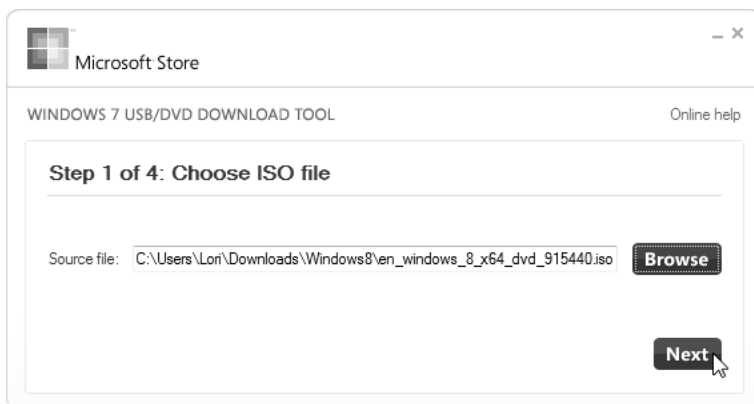 Microsoft Store
WINDOWS 7 USB/DVD DOWNLOAD TOOL Online help
Step 1 of 4: Choose ISO file
Source file: C:\Users\Lori\Downloads\Windows8\en_windows_8_x64_dvd_915440.iso Browse
Next